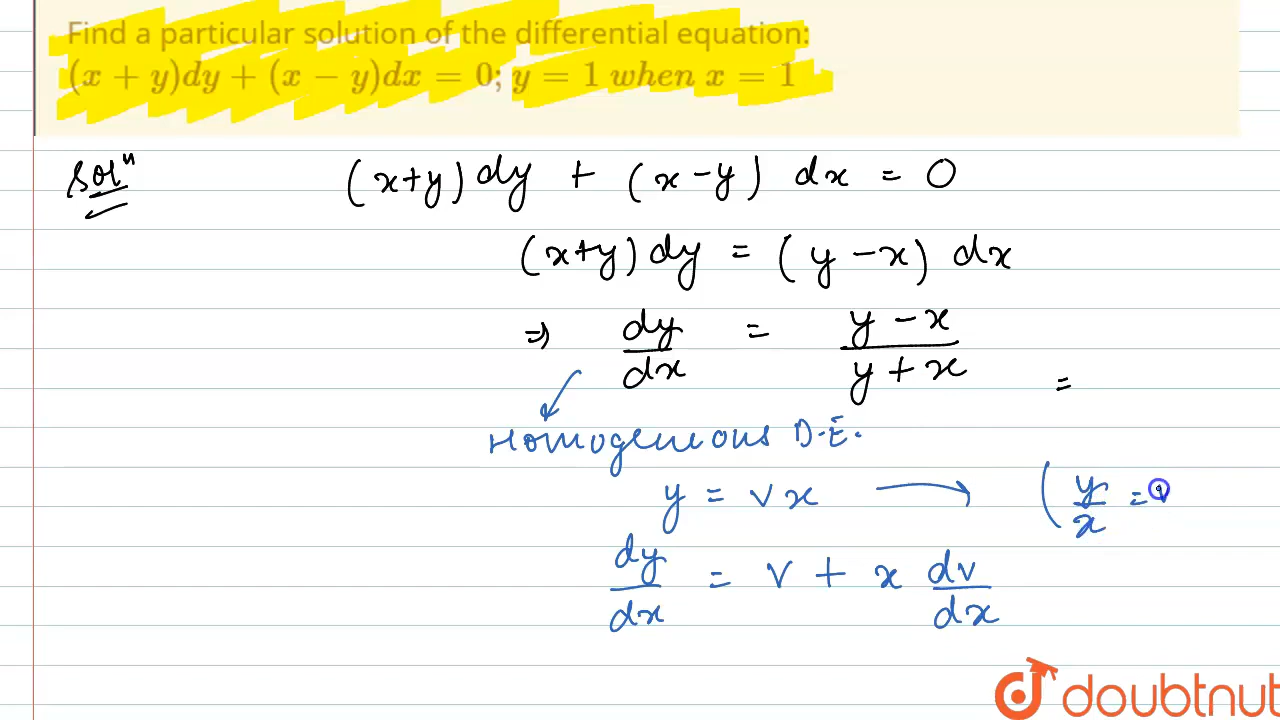 Find a particular solution of the differential equation:
(x + y)dy + (x − y)dx = 0; y = 1 when x = 1
Solⁿ (x+y) dy + (x−y) dx = 0
(x+y) dy = (y−x) dx
⇒ dy/dx = (y−x)/(y+x) =
Homogeneous D.E.
y = vx ⟶ (y/x = v
dy/dx = v + x dv/dx
doubtnut